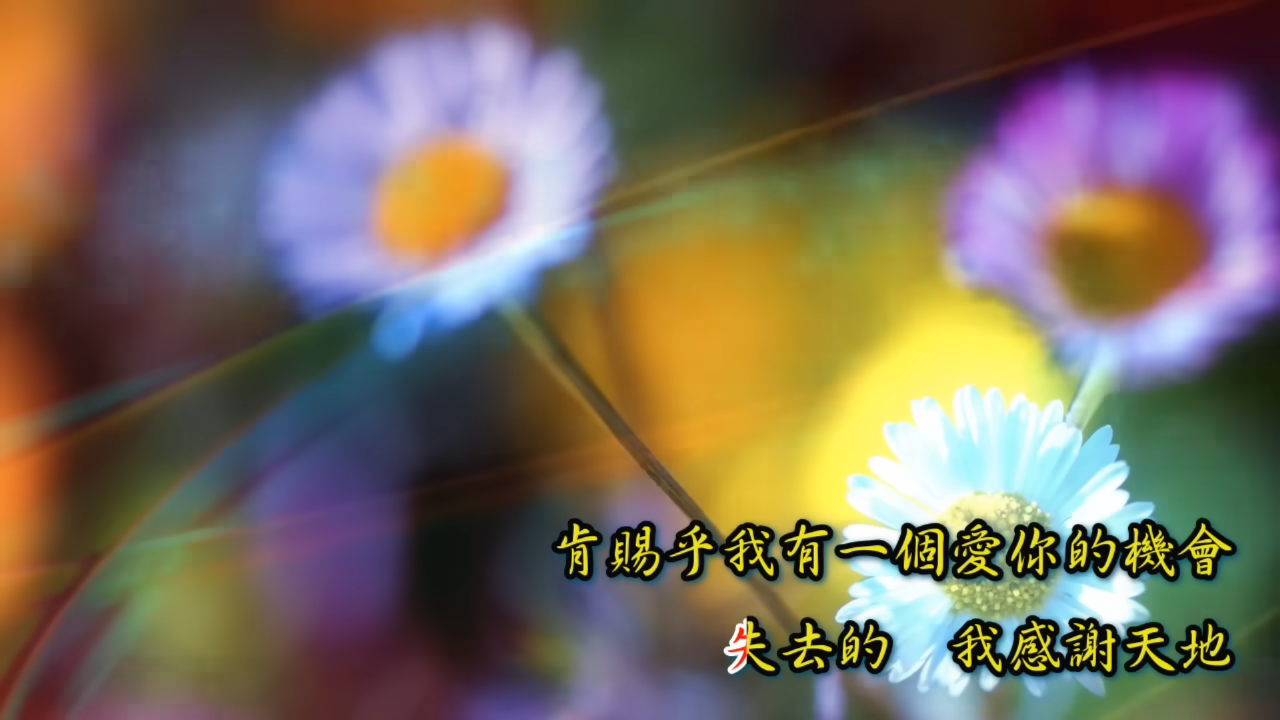 肯賜乎我有一個愛你的機會
失去的　我感謝天地